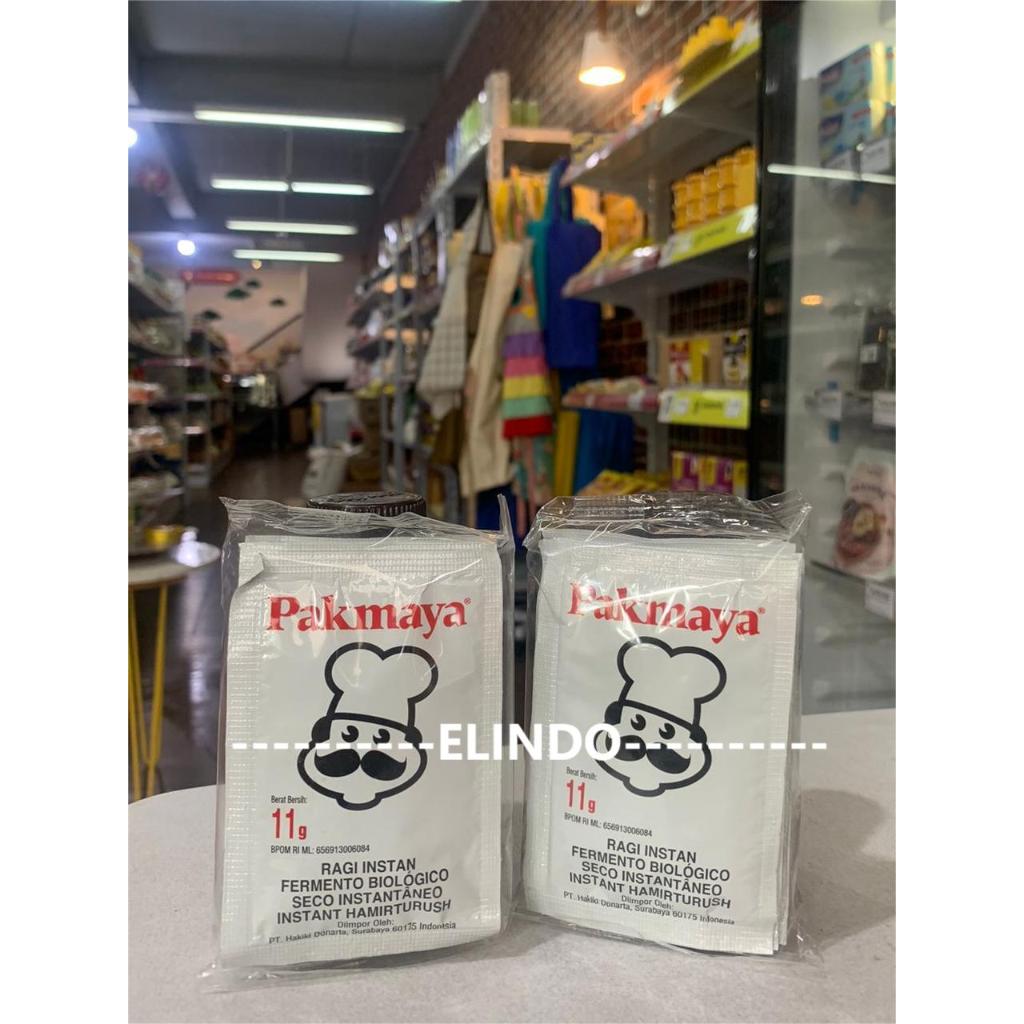 Pakmaya®
Berat Bersih:
11g
BPOM RI ML: 656913006084
RAGI INSTAN
FERMENTO BIOLÓGICO
SECO INSTANTÂNEO
INSTANT HAMIRTURUSH
Diimpor Oleh:
PT. Hakiki Donarta, Surabaya 60175 Indonesia
Pakmaya®
Berat Bersih:
11g
BPOM RI ML: 656913006084
RAGI INSTAN
FERMENTO BIOLÓGICO
SECO INSTANTÂNEO
INSTANT HAMIRTURUSH
Diimpor Oleh:
PT. Hakiki Donarta, Surabaya 60175 Indonesia
----------ELINDO----------